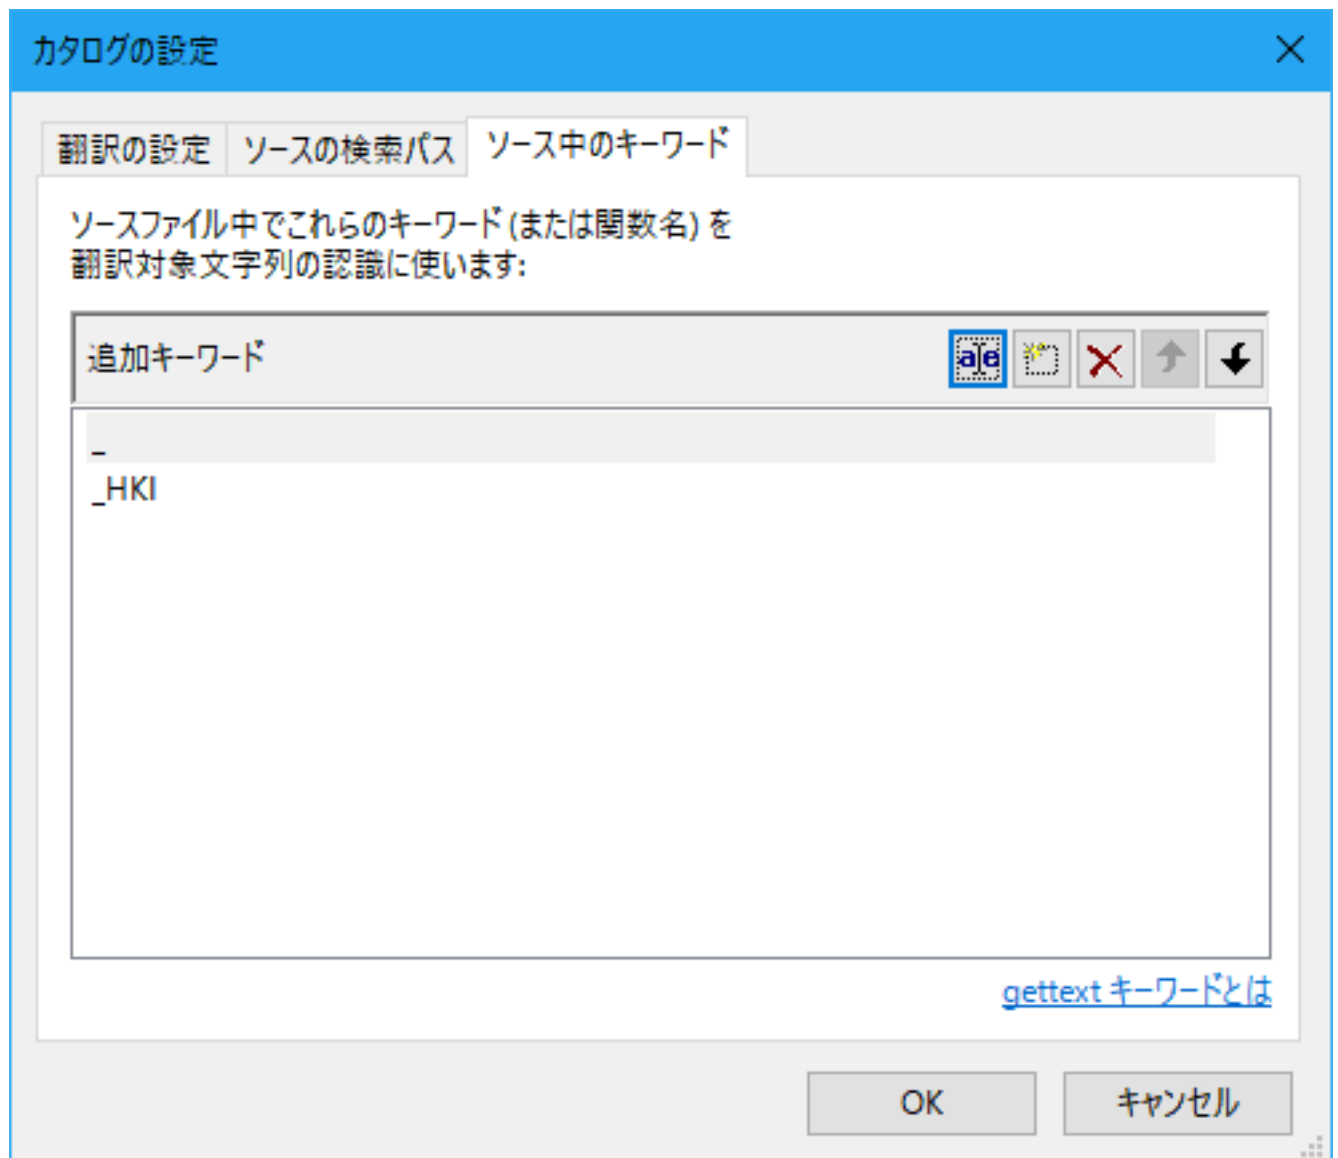 カタログの設定
翻訳の設定 ソースの検索パス ソース中のキーワード
ソースファイル中でこれらのキーワード (または関数名) を
翻訳対象文字列の認識に使います:
追加キーワード
_
_HKI
gettext キーワードとは
OK キャンセル